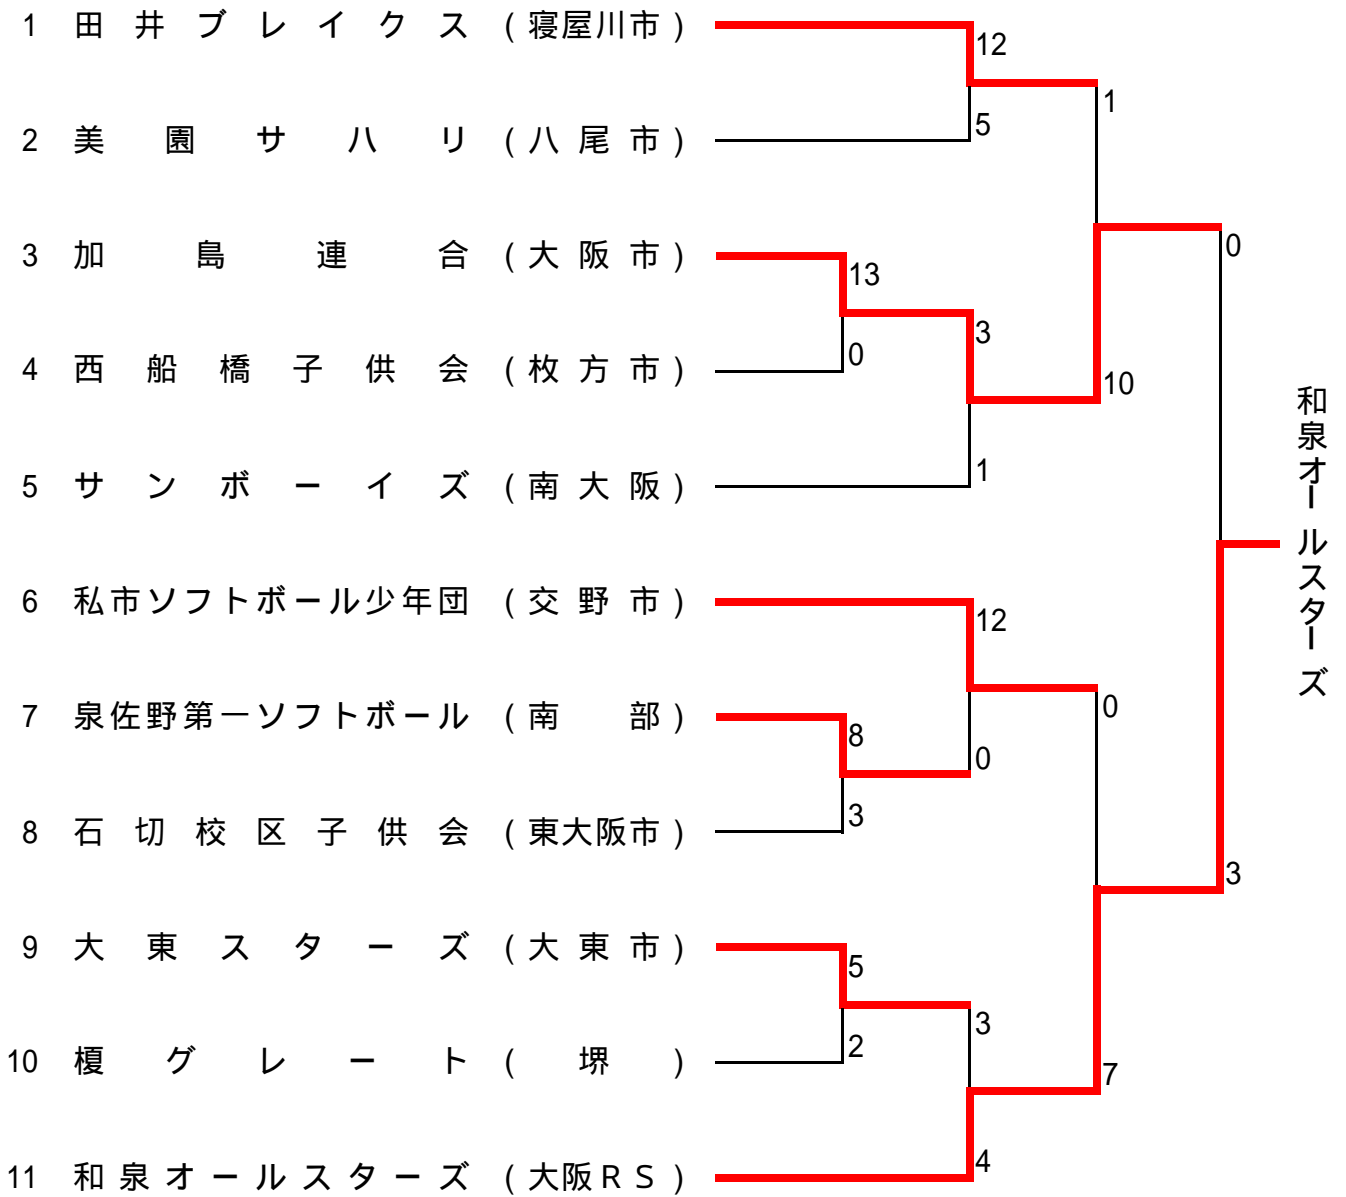 1 田井ブレイクス (寝屋川市)
12
1
5
2 美園サハリ (八尾市)
0
3 加島連合 (大阪市)
13
3
0
4 西船橋子供会 (枚方市)
10
1
5 サンボーイズ (南大阪)
和泉オールスターズ
6 私市ソフトボール少年団 (交野市)
12
0
7 泉佐野第一ソフトボール (南部)
8
0
3
8 石切校区子供会 (東大阪市)
3
9 大東スターズ (大東市)
5
3
2
10 榎グレート (堺)
7
4
11 和泉オールスターズ (大阪RS)